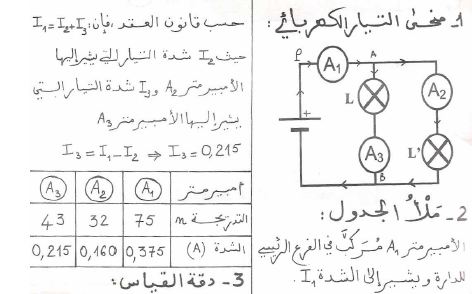 1- منحى التيار الكهربائي:
P
A₁
A
A₂
L
A₃
L'
B
+
2- مَلْأُ الجدول:
الأمبيرمتر A₁ مُركَّبٌ في الفرع الرئيسي
للدارة ويشير إلى الشدة I₁.
حسب قانون العقد، فإن: I₁=I₂+I₃
حيث I₂ شدة التيار التي يشير إليها
الأمبيرمتر A₂ و I₃ شدة التيار التي
يشير إليها الأمبيرمتر A₃
I₃=I₁-I₂ ⇒ I₃=0,215
أمبيرمتر A₁ A₂ A₃
التدريجة n 75 32 43
الشدة (A) 0,375 0,160 0,215
3- دقة القياس: